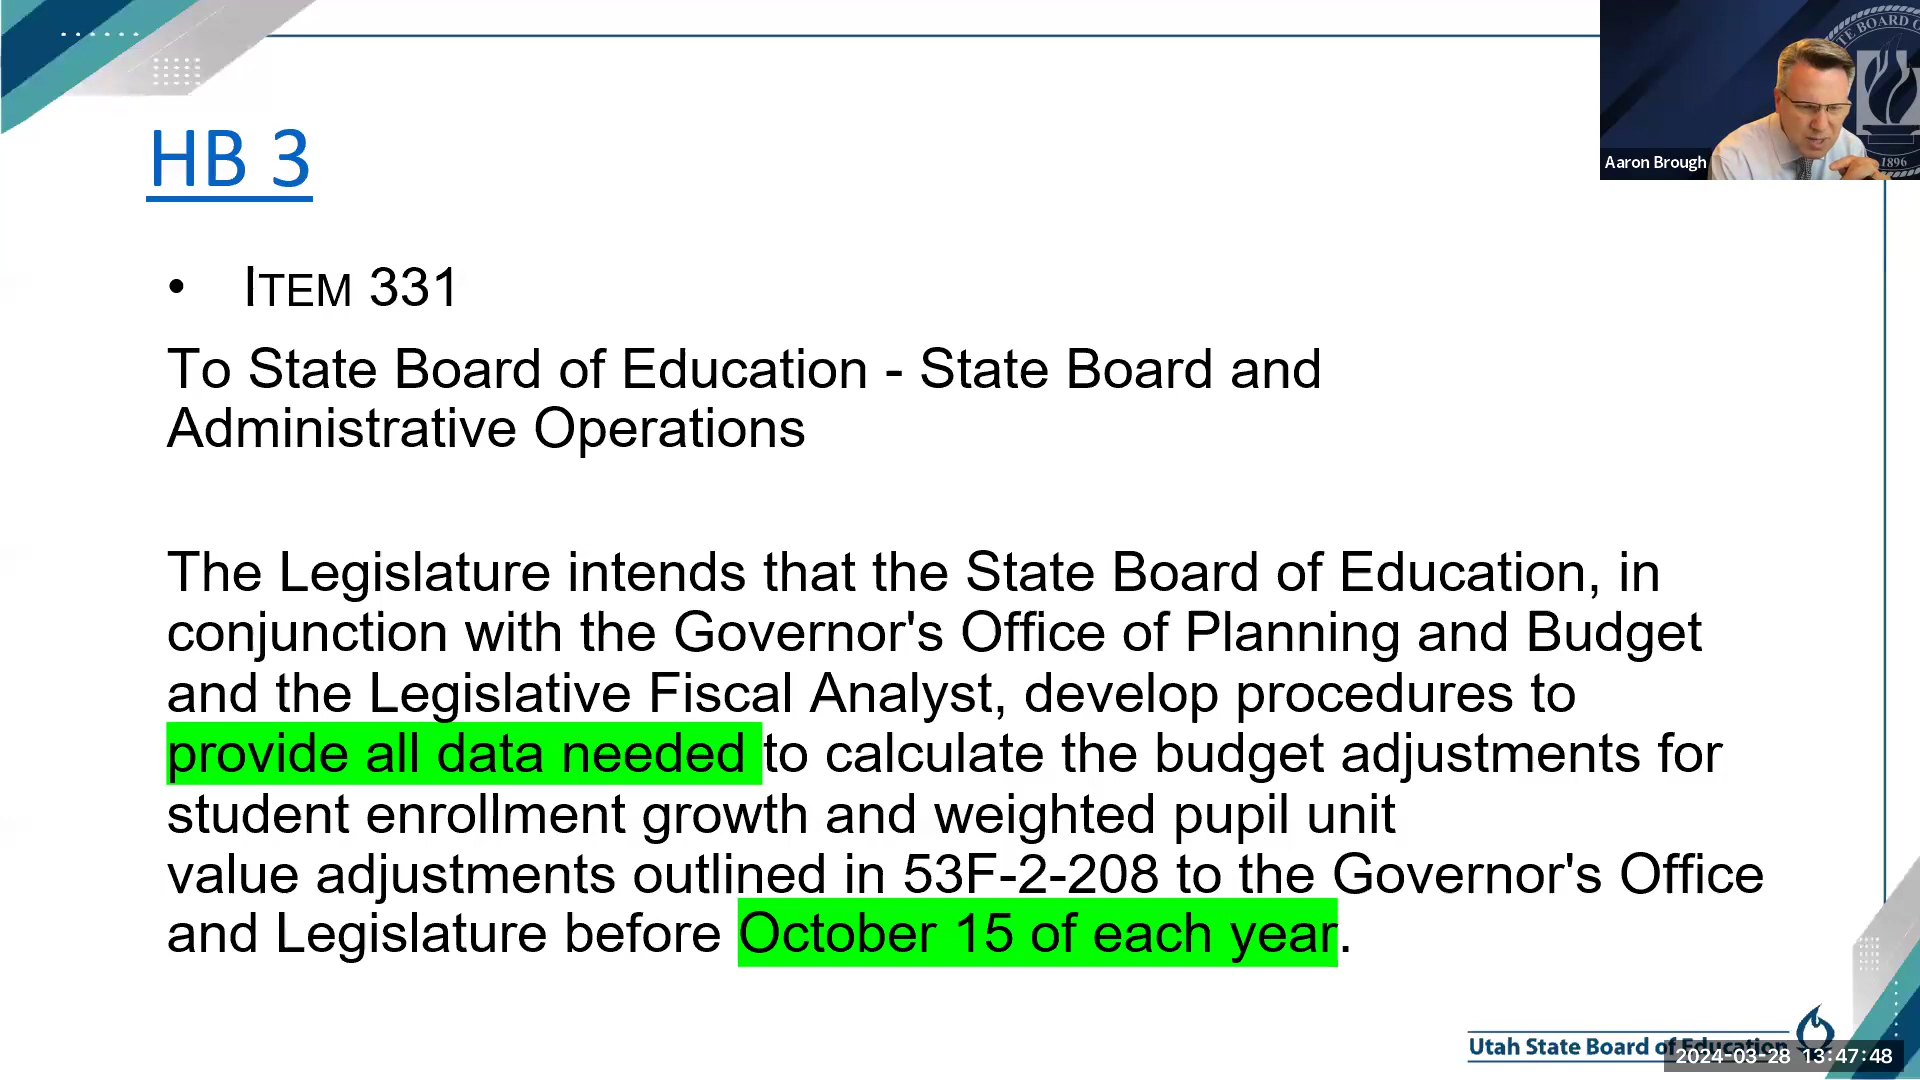 HB 3
• ITEM 331
To State Board of Education - State Board and
Administrative Operations
The Legislature intends that the State Board of Education, in
conjunction with the Governor's Office of Planning and Budget
and the Legislative Fiscal Analyst, develop procedures to
provide all data needed to calculate the budget adjustments for
student enrollment growth and weighted pupil unit
value adjustments outlined in 53F-2-208 to the Governor's Office
and Legislature before October 15 of each year.
Aaron Brough
TE BOARD O
1896
Utah State Board of Education
2024-03-28 13:47:48